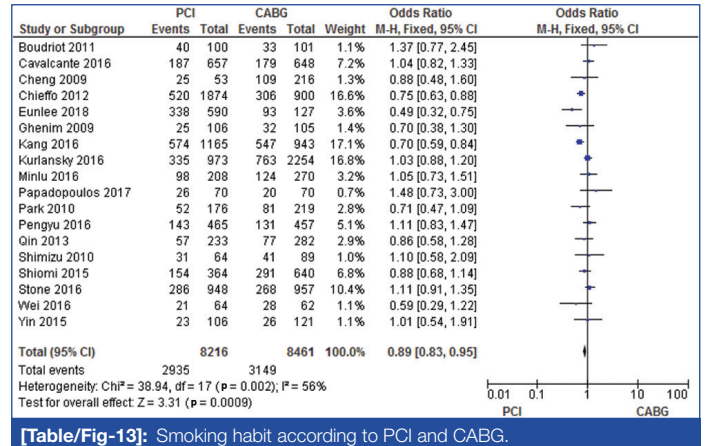 PCI CABG Odds Ratio Odds Ratio
Study or Subgroup Events Total Events Total Weight M-H, Fixed, 95% CI M-H, Fixed, 95% CI
Boudriot 2011 40 100 33 101 1.1% 1.37 [0.77, 2.45]
Cavalcante 2016 187 657 179 648 7.2% 1.04 [0.82, 1.33]
Cheng 2009 25 53 109 216 1.3% 0.88 [0.48, 1.60]
Chieffo 2012 520 1874 306 900 16.7% 0.75 [0.63, 0.88]
Eunlee 2018 338 590 93 127 3.7% 0.49 [0.32, 0.75]
Ghenim 2009 25 106 32 105 1.4% 0.70 [0.38, 1.30]
Kang 2016 574 1165 547 943 17.3% 0.70 [0.59, 0.84]
Kurlansky 2016 335 973 763 2254 16.8% 1.03 [0.88, 1.20]
Minlu 2016 98 208 124 270 3.1% 1.05 [0.73, 1.51]
Papadopoulos 2017 26 70 20 70 0.7% 1.48 [0.73, 3.00]
Park 2010 52 176 81 219 2.8% 0.71 [0.47, 1.09]
Pengyu 2016 143 465 131 457 5.1% 1.11 [0.83, 1.47]
Qin 2013 57 233 77 282 2.9% 0.86 [0.58, 1.28]
Shimizu 2010 31 64 41 89 1.0% 1.10 [0.58, 2.09]
Shiomi 2015 154 364 291 640 6.7% 0.88 [0.68, 1.14]
Stone 2016 286 948 268 957 10.4% 1.11 [0.91, 1.35]
Wei 2016 21 64 28 62 1.1% 0.59 [0.29, 1.22]
Yin 2015 23 106 26 121 1.1% 1.01 [0.54, 1.91]
Total (95% CI) 8216 8461 100.0% 0.89 [0.83, 0.95]
Total events 2935 3149
Heterogeneity: Chi² = 38.94, df = 17 (p = 0.002); I² = 56%
Test for overall effect: Z = 3.31 (p = 0.0009)
0.01 0.1 1 10 100
PCI CABG
[Table/Fig-13]: Smoking habit according to PCI and CABG.